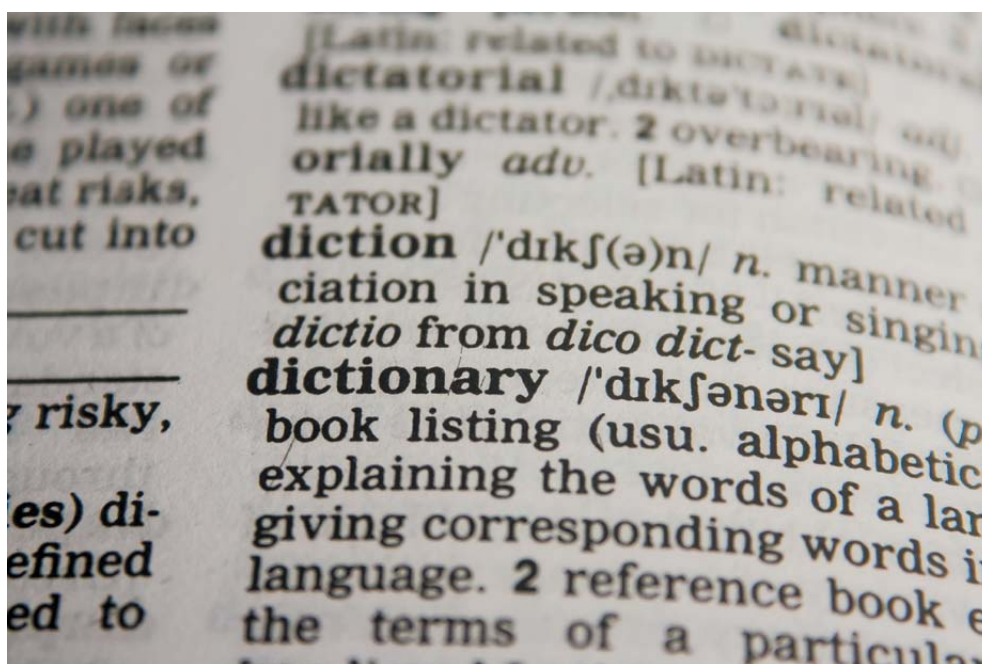 with faces
games or
.) one of
e played
eat risks,
cut into
g risky,
ies) di-
efined
ed to
[Latin: related to DICTATE]
dictatorial /ˌdɪktəˈtɔːrɪəl/ adj.
like a dictator. 2 overbearing.
orially adv. [Latin: related
TATOR]
diction /ˈdɪkʃ(ə)n/ n. manner
ciation in speaking or singin
dictio from dico dict- say]
dictionary /ˈdɪkʃənərɪ/ n. (p
book listing (usu. alphabetic
explaining the words of a lan
giving corresponding words i
language. 2 reference book e
the terms of a particular